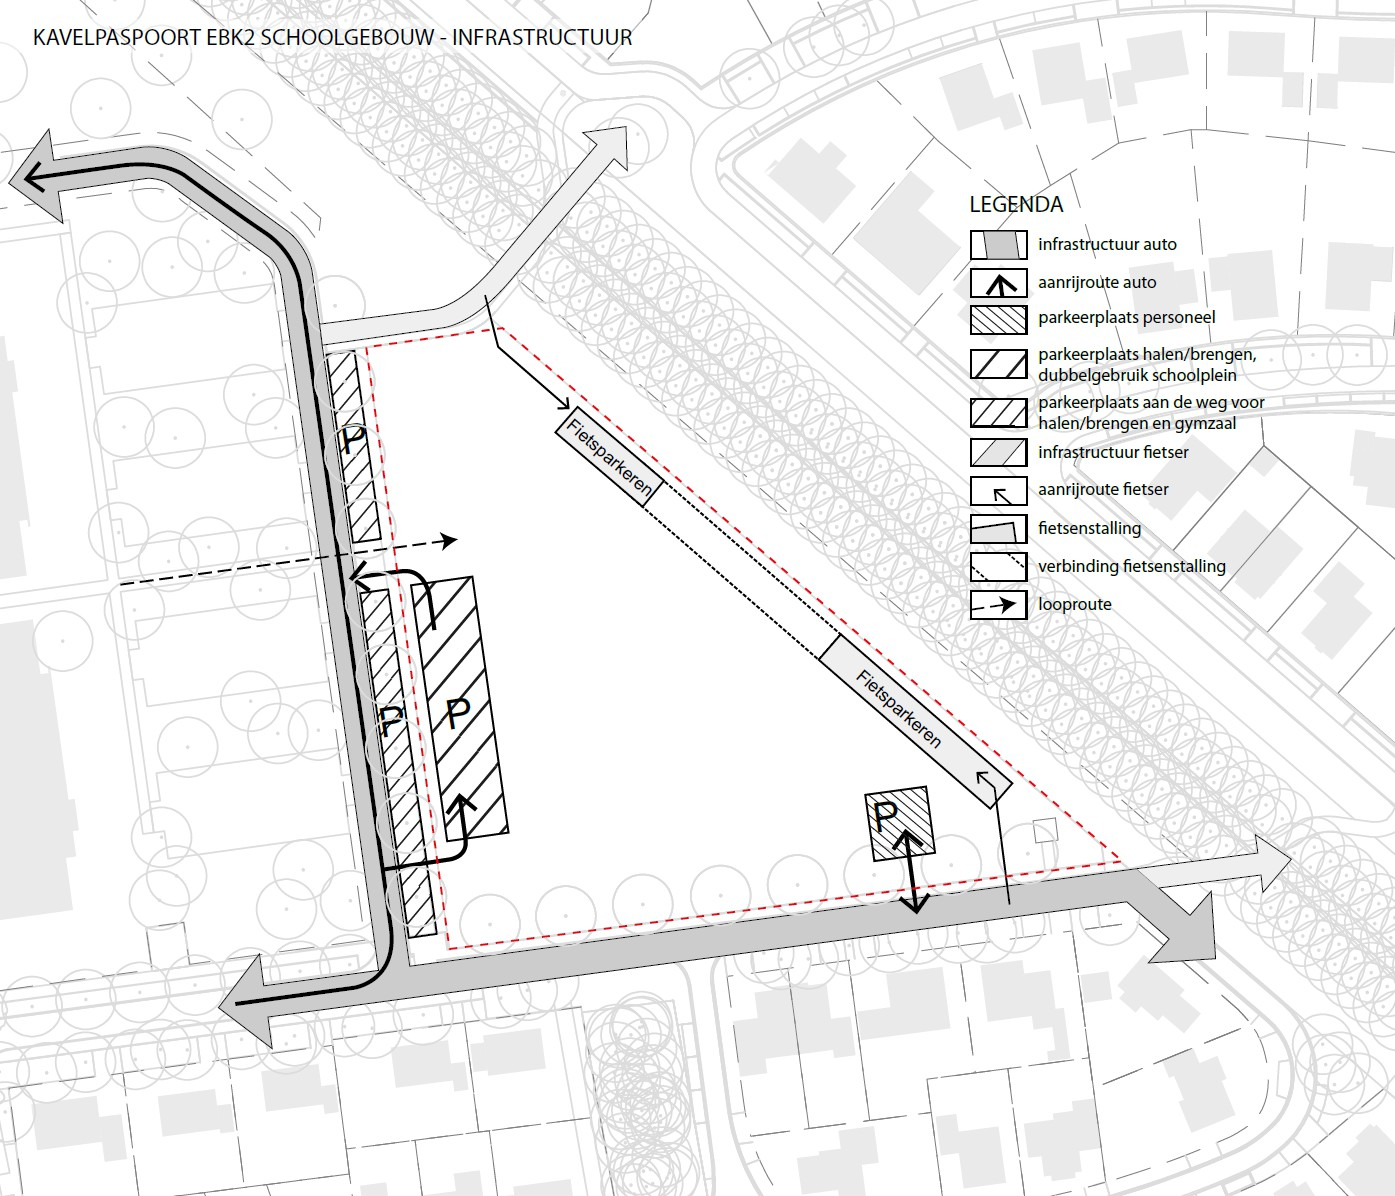 KAVELPASPOORT EBK2 SCHOOLGEBOUW - INFRASTRUCTUUR
LEGENDA
infrastructuur auto
aanrijroute auto
parkeerplaats personeel
parkeerplaats halen/brengen,
dubbelgebruik schoolplein
parkeerplaats aan de weg voor
halen/brengen en gymzaal
infrastructuur fietser
aanrijroute fietser
fietsenstalling
verbinding fietsenstalling
looproute
P
Fietsparkeren
P
P
Fietsparkeren
P